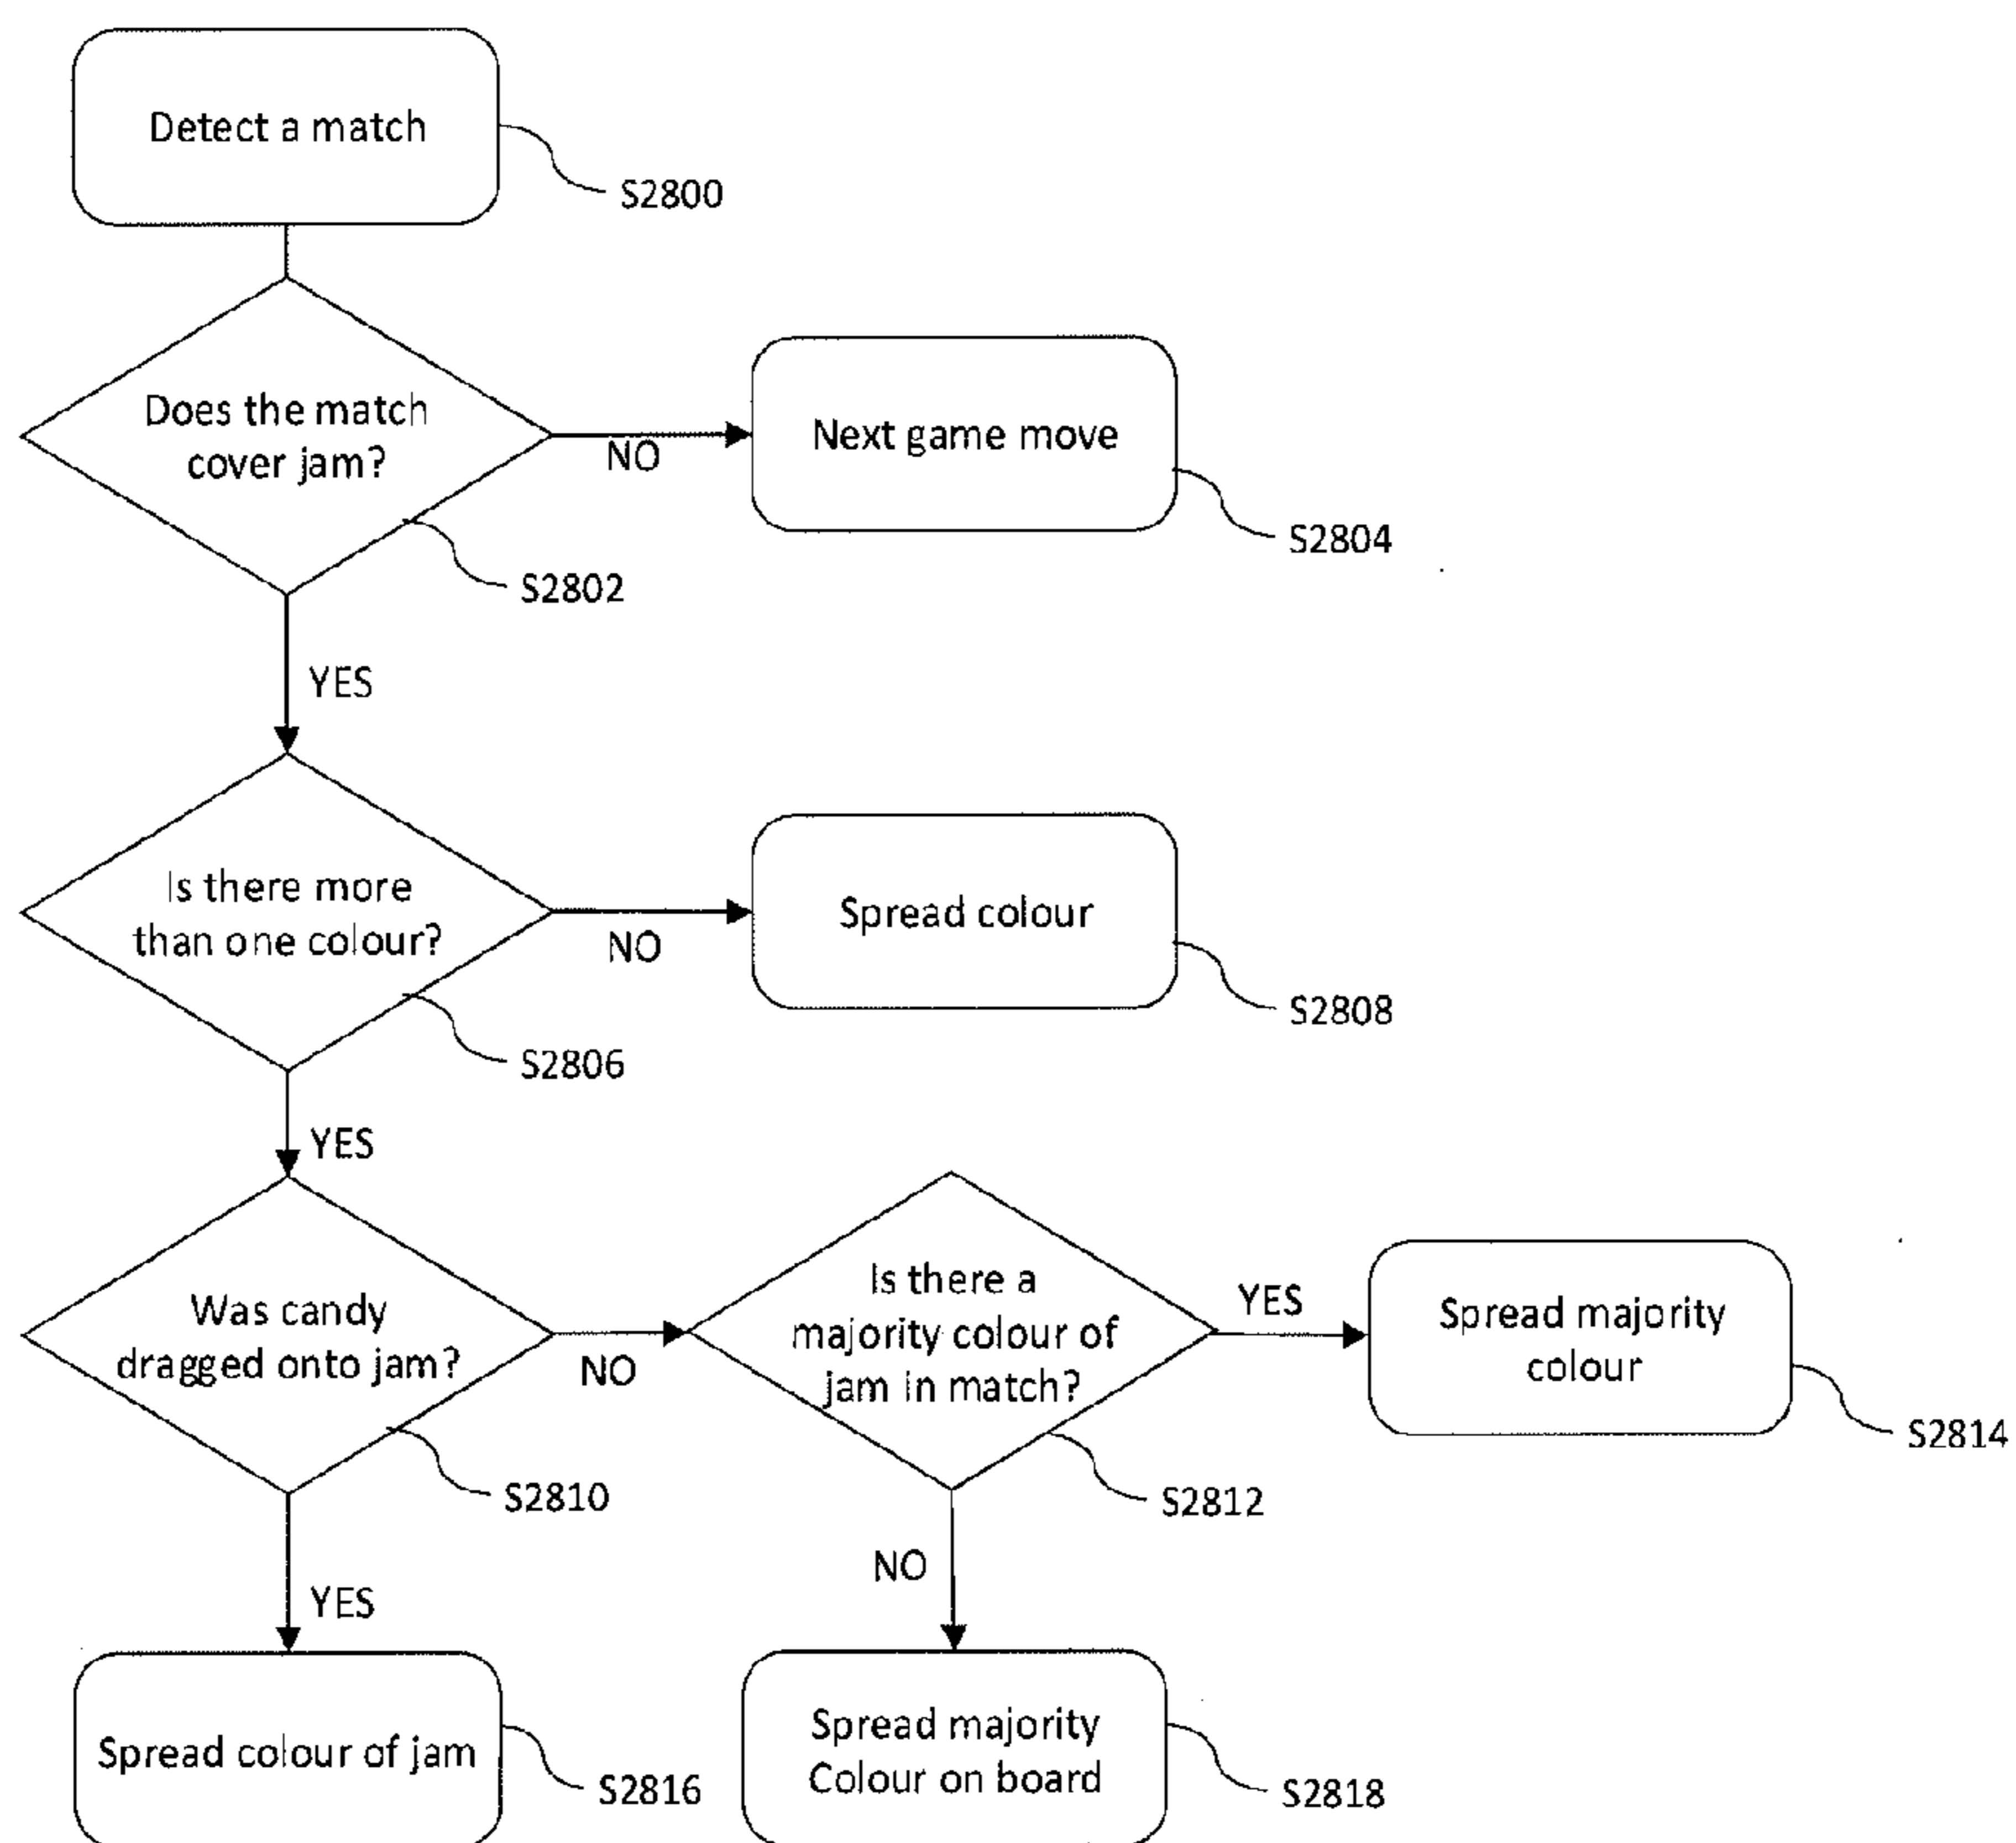 Detect a match
S2800
Does the match
cover jam?
NO
S2802
Next game move
S2804
YES
Is there more
than one colour?
NO
S2806
Spread colour
S2808
YES
Was candy
dragged onto jam?
NO
S2810
Is there a
majority colour of
jam in match?
YES
S2812
Spread majority
colour
S2814
YES
NO
Spread colour of jam
S2816
Spread majority
Colour on board
S2818